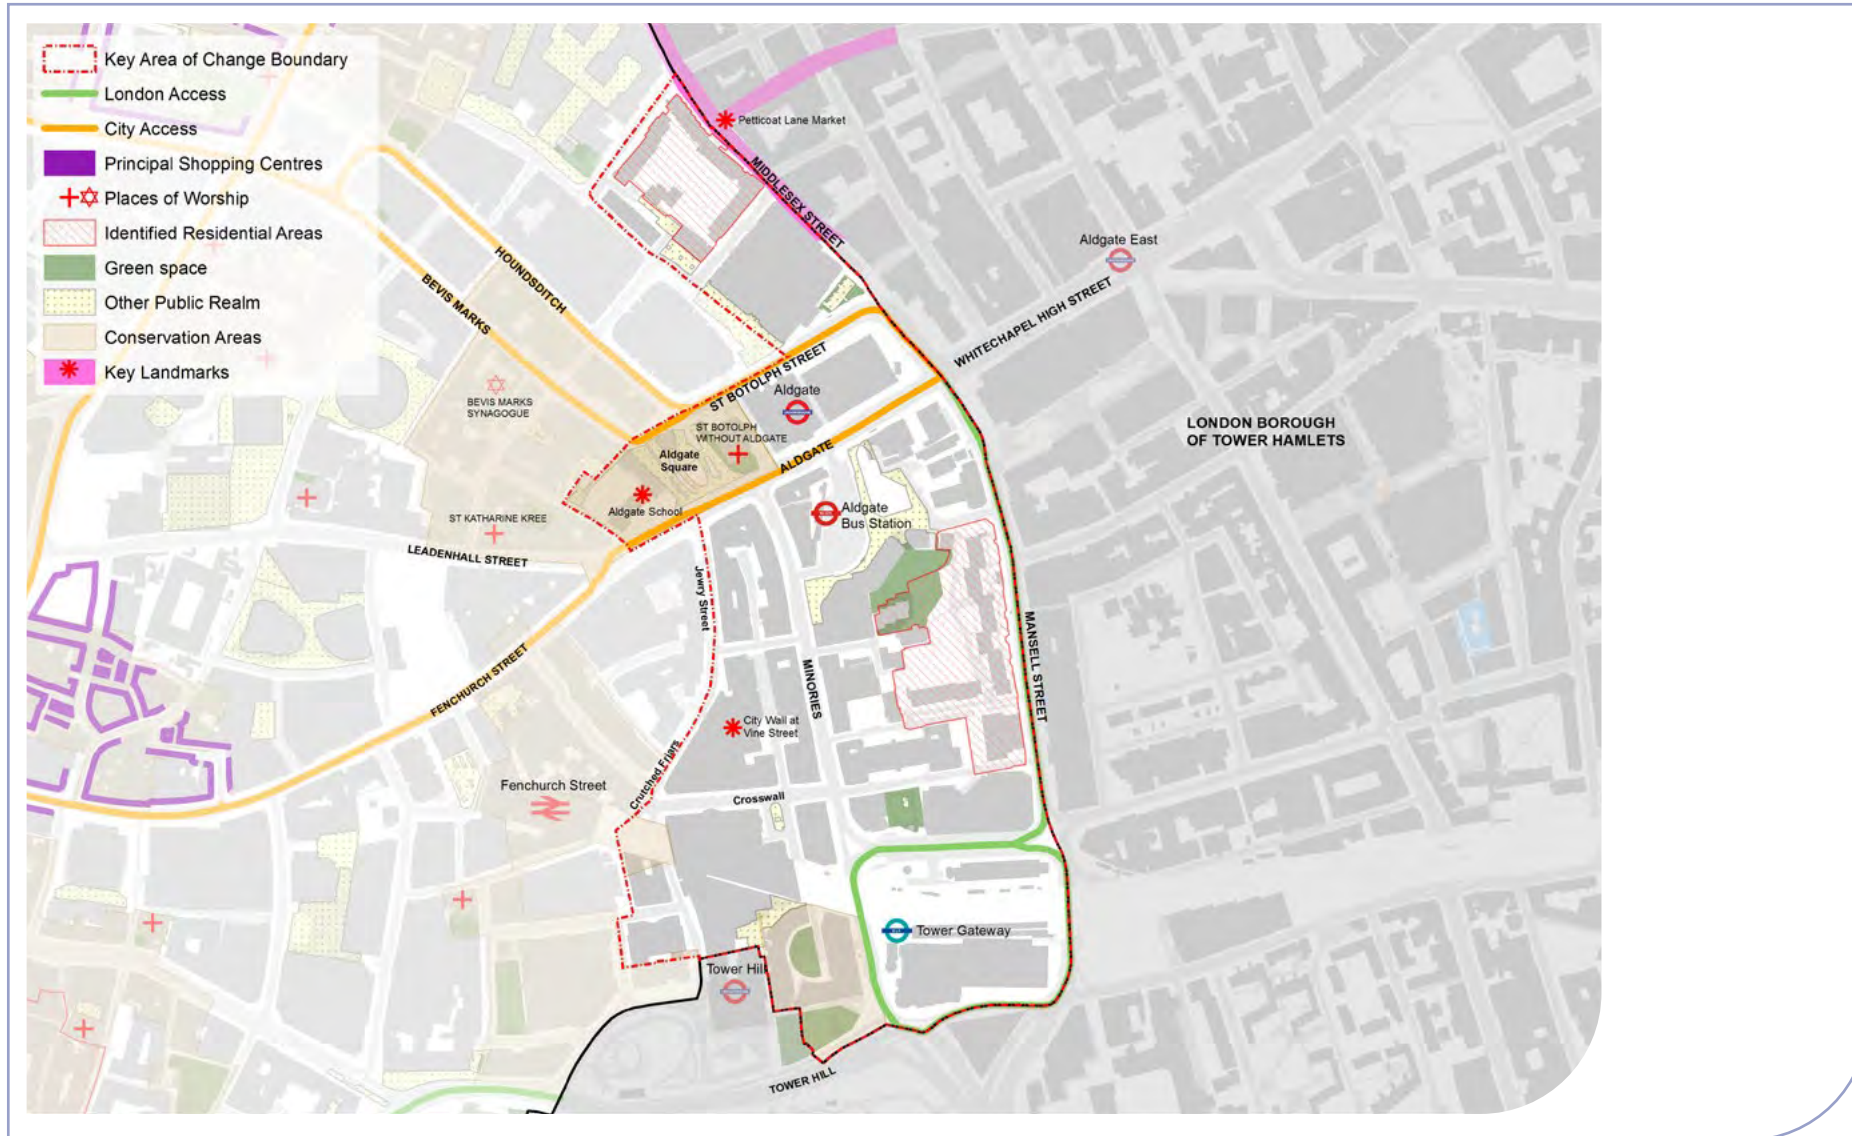 Key Area of Change Boundary
London Access
City Access
Principal Shopping Centres
Places of Worship
Identified Residential Areas
Green space
Other Public Realm
Conservation Areas
Key Landmarks
Petticoat Lane Market
MIDDLESEX STREET
Aldgate East
HOUNDSDITCH
BEVIS MARKS
WHITECHAPEL HIGH STREET
ST BOTOLPH STREET
Aldgate
BEVIS MARKS
SYNAGOGUE
ST BOTOLPH
WITHOUT ALDGATE
LONDON BOROUGH
OF TOWER HAMLETS
Aldgate
Square
ALDGATE
Aldgate School
Aldgate
Bus Station
ST KATHARINE KREE
LEADENHALL STREET
Jewry Street
MANSELL STREET
FENCHURCH STREET
MINORIES
City Wall at
Vine Street
Crutched Friars
Fenchurch Street
Crosswall
Tower Gateway
Tower Hill
TOWER HILL